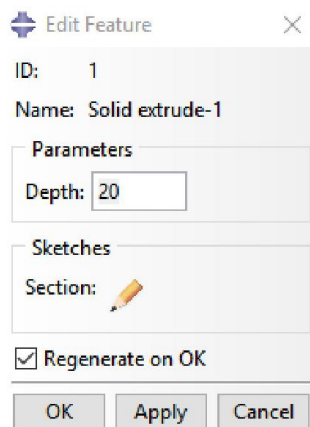 Edit Feature
ID: 1
Name: Solid extrude-1
Parameters
Depth: 20
Sketches
Section:
Regenerate on OK
OK Apply Cancel